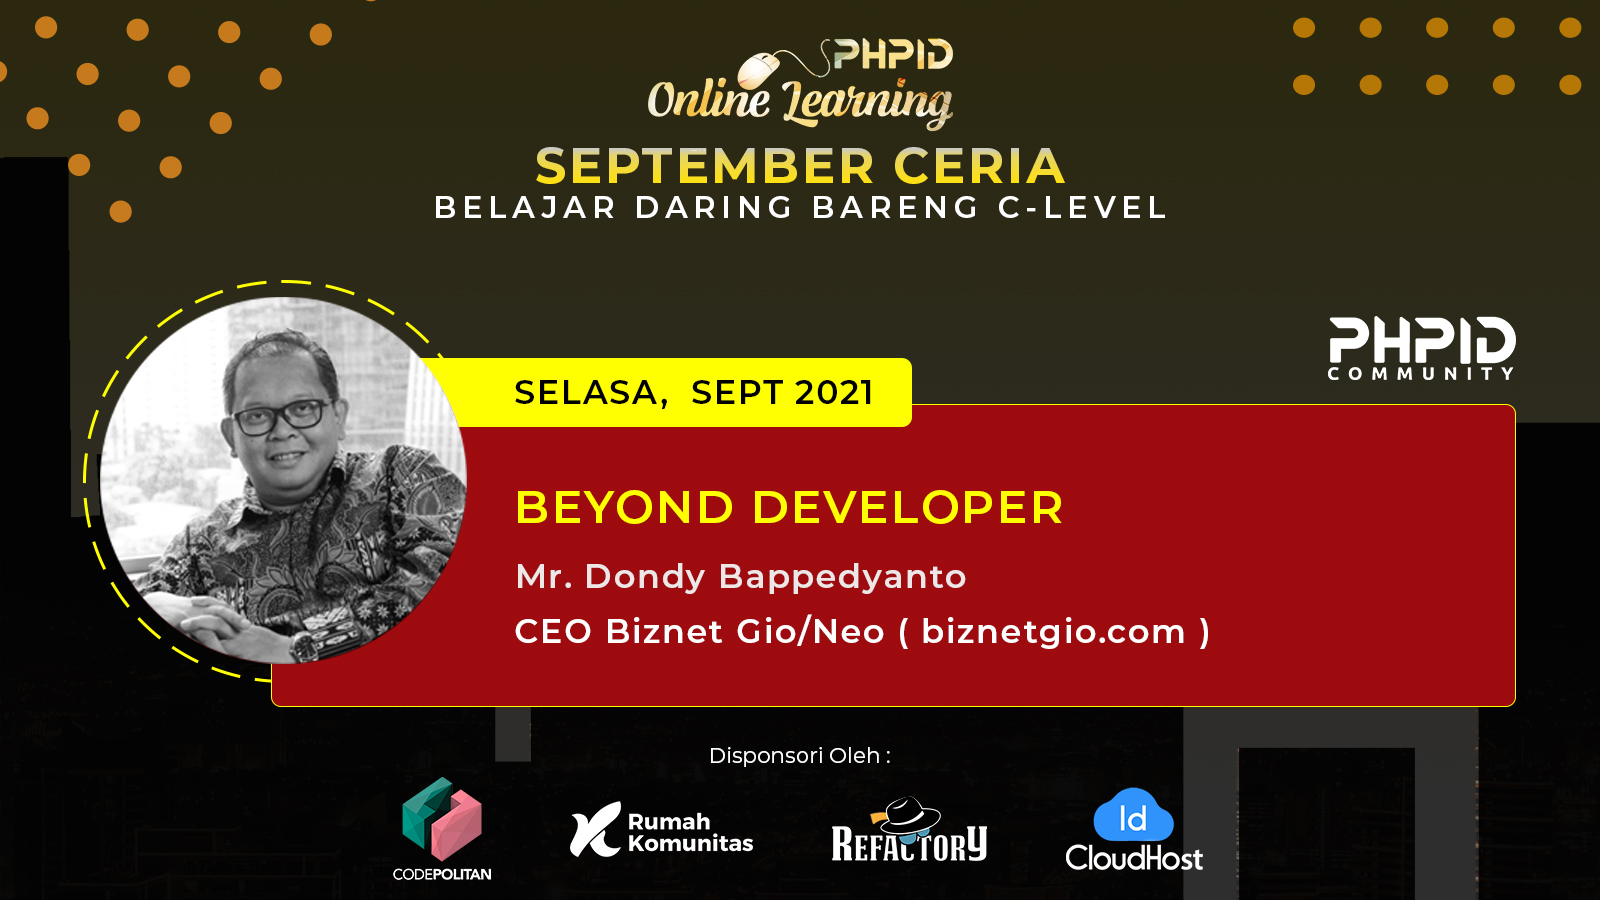 PHPID
Online Learning
SEPTEMBER CERIA
BELAJAR DARING BARENG C-LEVEL
PHPID
COMMUNITY
SELASA,  SEPT 2021
BEYOND DEVELOPER
Mr. Dondy Bappedyanto
CEO Biznet Gio/Neo ( biznetgio.com )
Disponsori Oleh :
CODEPOLITAN
Rumah
Komunitas
REFACTORY
Id
CloudHost